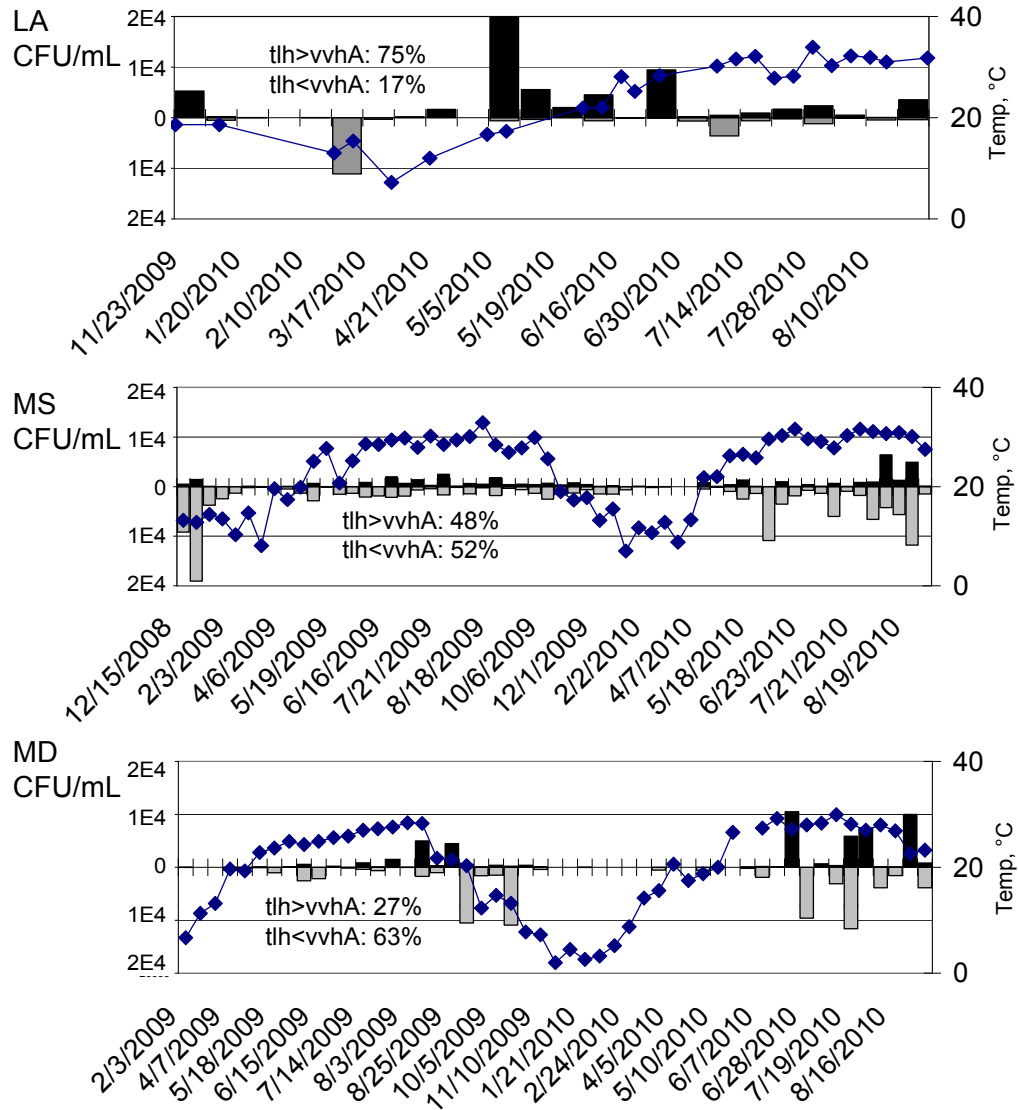 LA
CFU/mL
2E4
1E4
0
1E4
2E4
tlh>vvhA: 75%
tlh<vvhA: 17%
40
20
0
Temp, °C
11/23/2009
1/20/2010
2/10/2010
3/17/2010
4/21/2010
5/5/2010
5/19/2010
6/16/2010
6/30/2010
7/14/2010
7/28/2010
8/10/2010
MS
CFU/mL
2E4
1E4
0
1E4
2E4
tlh>vvhA: 48%
tlh<vvhA: 52%
40
20
0
Temp, °C
12/15/2008
2/3/2009
4/6/2009
5/19/2009
6/16/2009
7/21/2009
8/18/2009
10/6/2009
12/1/2009
2/2/2010
4/7/2010
5/18/2010
6/23/2010
7/21/2010
8/19/2010
MD
CFU/mL
2E4
1E4
0
1E4
2E4
tlh>vvhA: 27%
tlh<vvhA: 63%
40
20
0
Temp, °C
2/3/2009
4/7/2009
5/18/2009
6/15/2009
7/14/2009
8/3/2009
8/25/2009
10/5/2009
11/10/2009
1/21/2010
2/24/2010
4/5/2010
5/10/2010
6/7/2010
6/28/2010
7/19/2010
8/16/2010